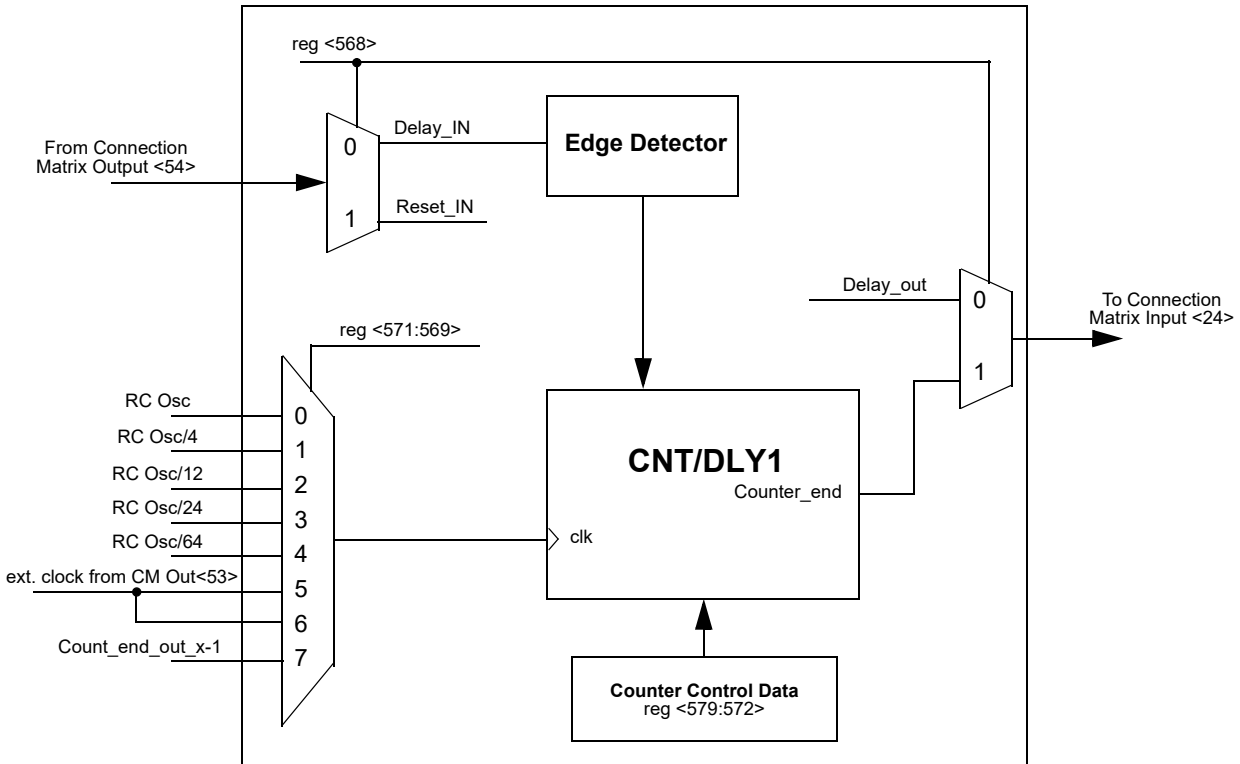 reg <568>
From Connection
Matrix Output <54>
0
Delay_IN
1
Reset_IN
Edge Detector
Delay_out
0
1
To Connection
Matrix Input <24>
reg <571:569>
RC Osc
0
RC Osc/4
1
RC Osc/12
2
RC Osc/24
3
RC Osc/64
4
ext. clock from CM Out<53>
5
6
Count_end_out_x-1
7
CNT/DLY1
Counter_end
clk
Counter Control Data
reg <579:572>